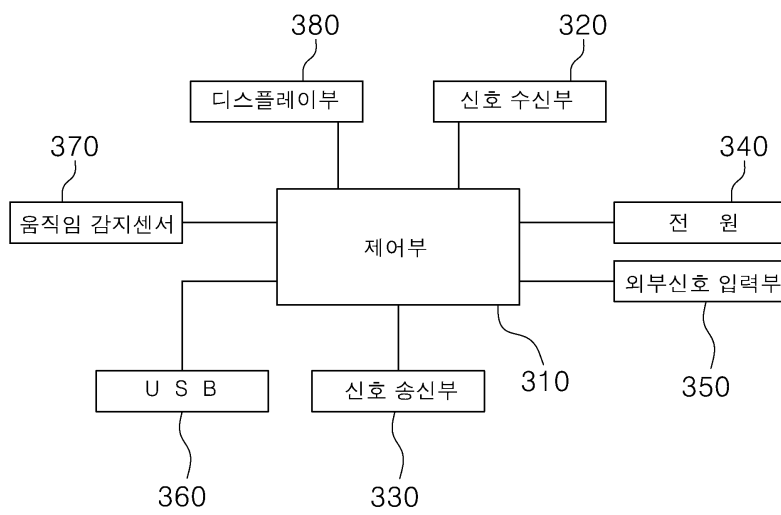 380
320
디스플레이부
신호 수신부
370
340
움직임 감지센서
전 원
제어부
외부신호 입력부
310
350
U S B
신호 송신부
360
330